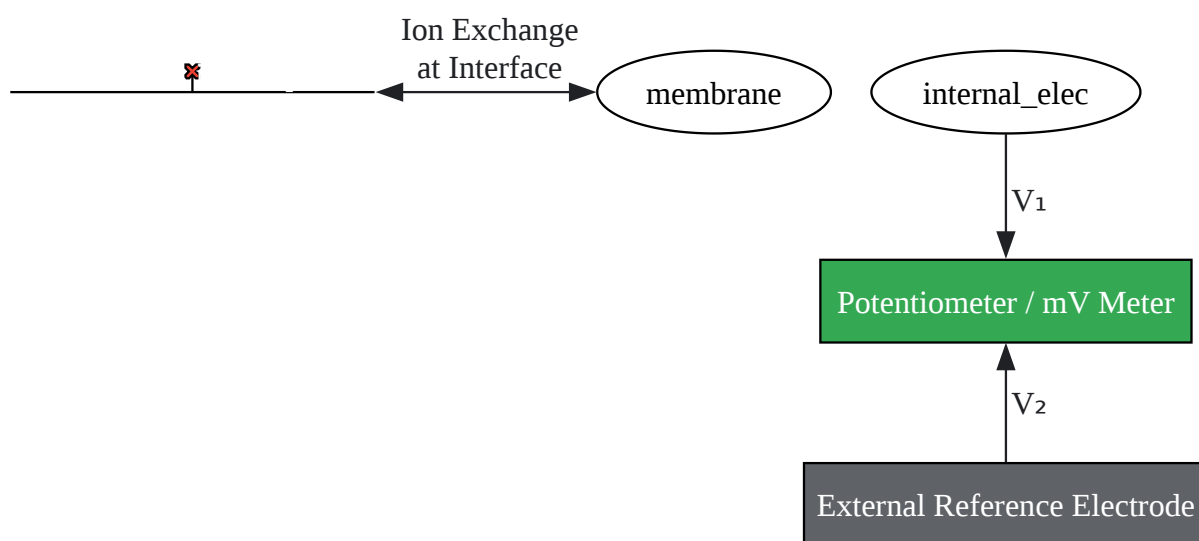 Ion Exchange
at Interface
membrane
internal_elec
V₁
Potentiometer / mV Meter
V₂
External Reference Electrode